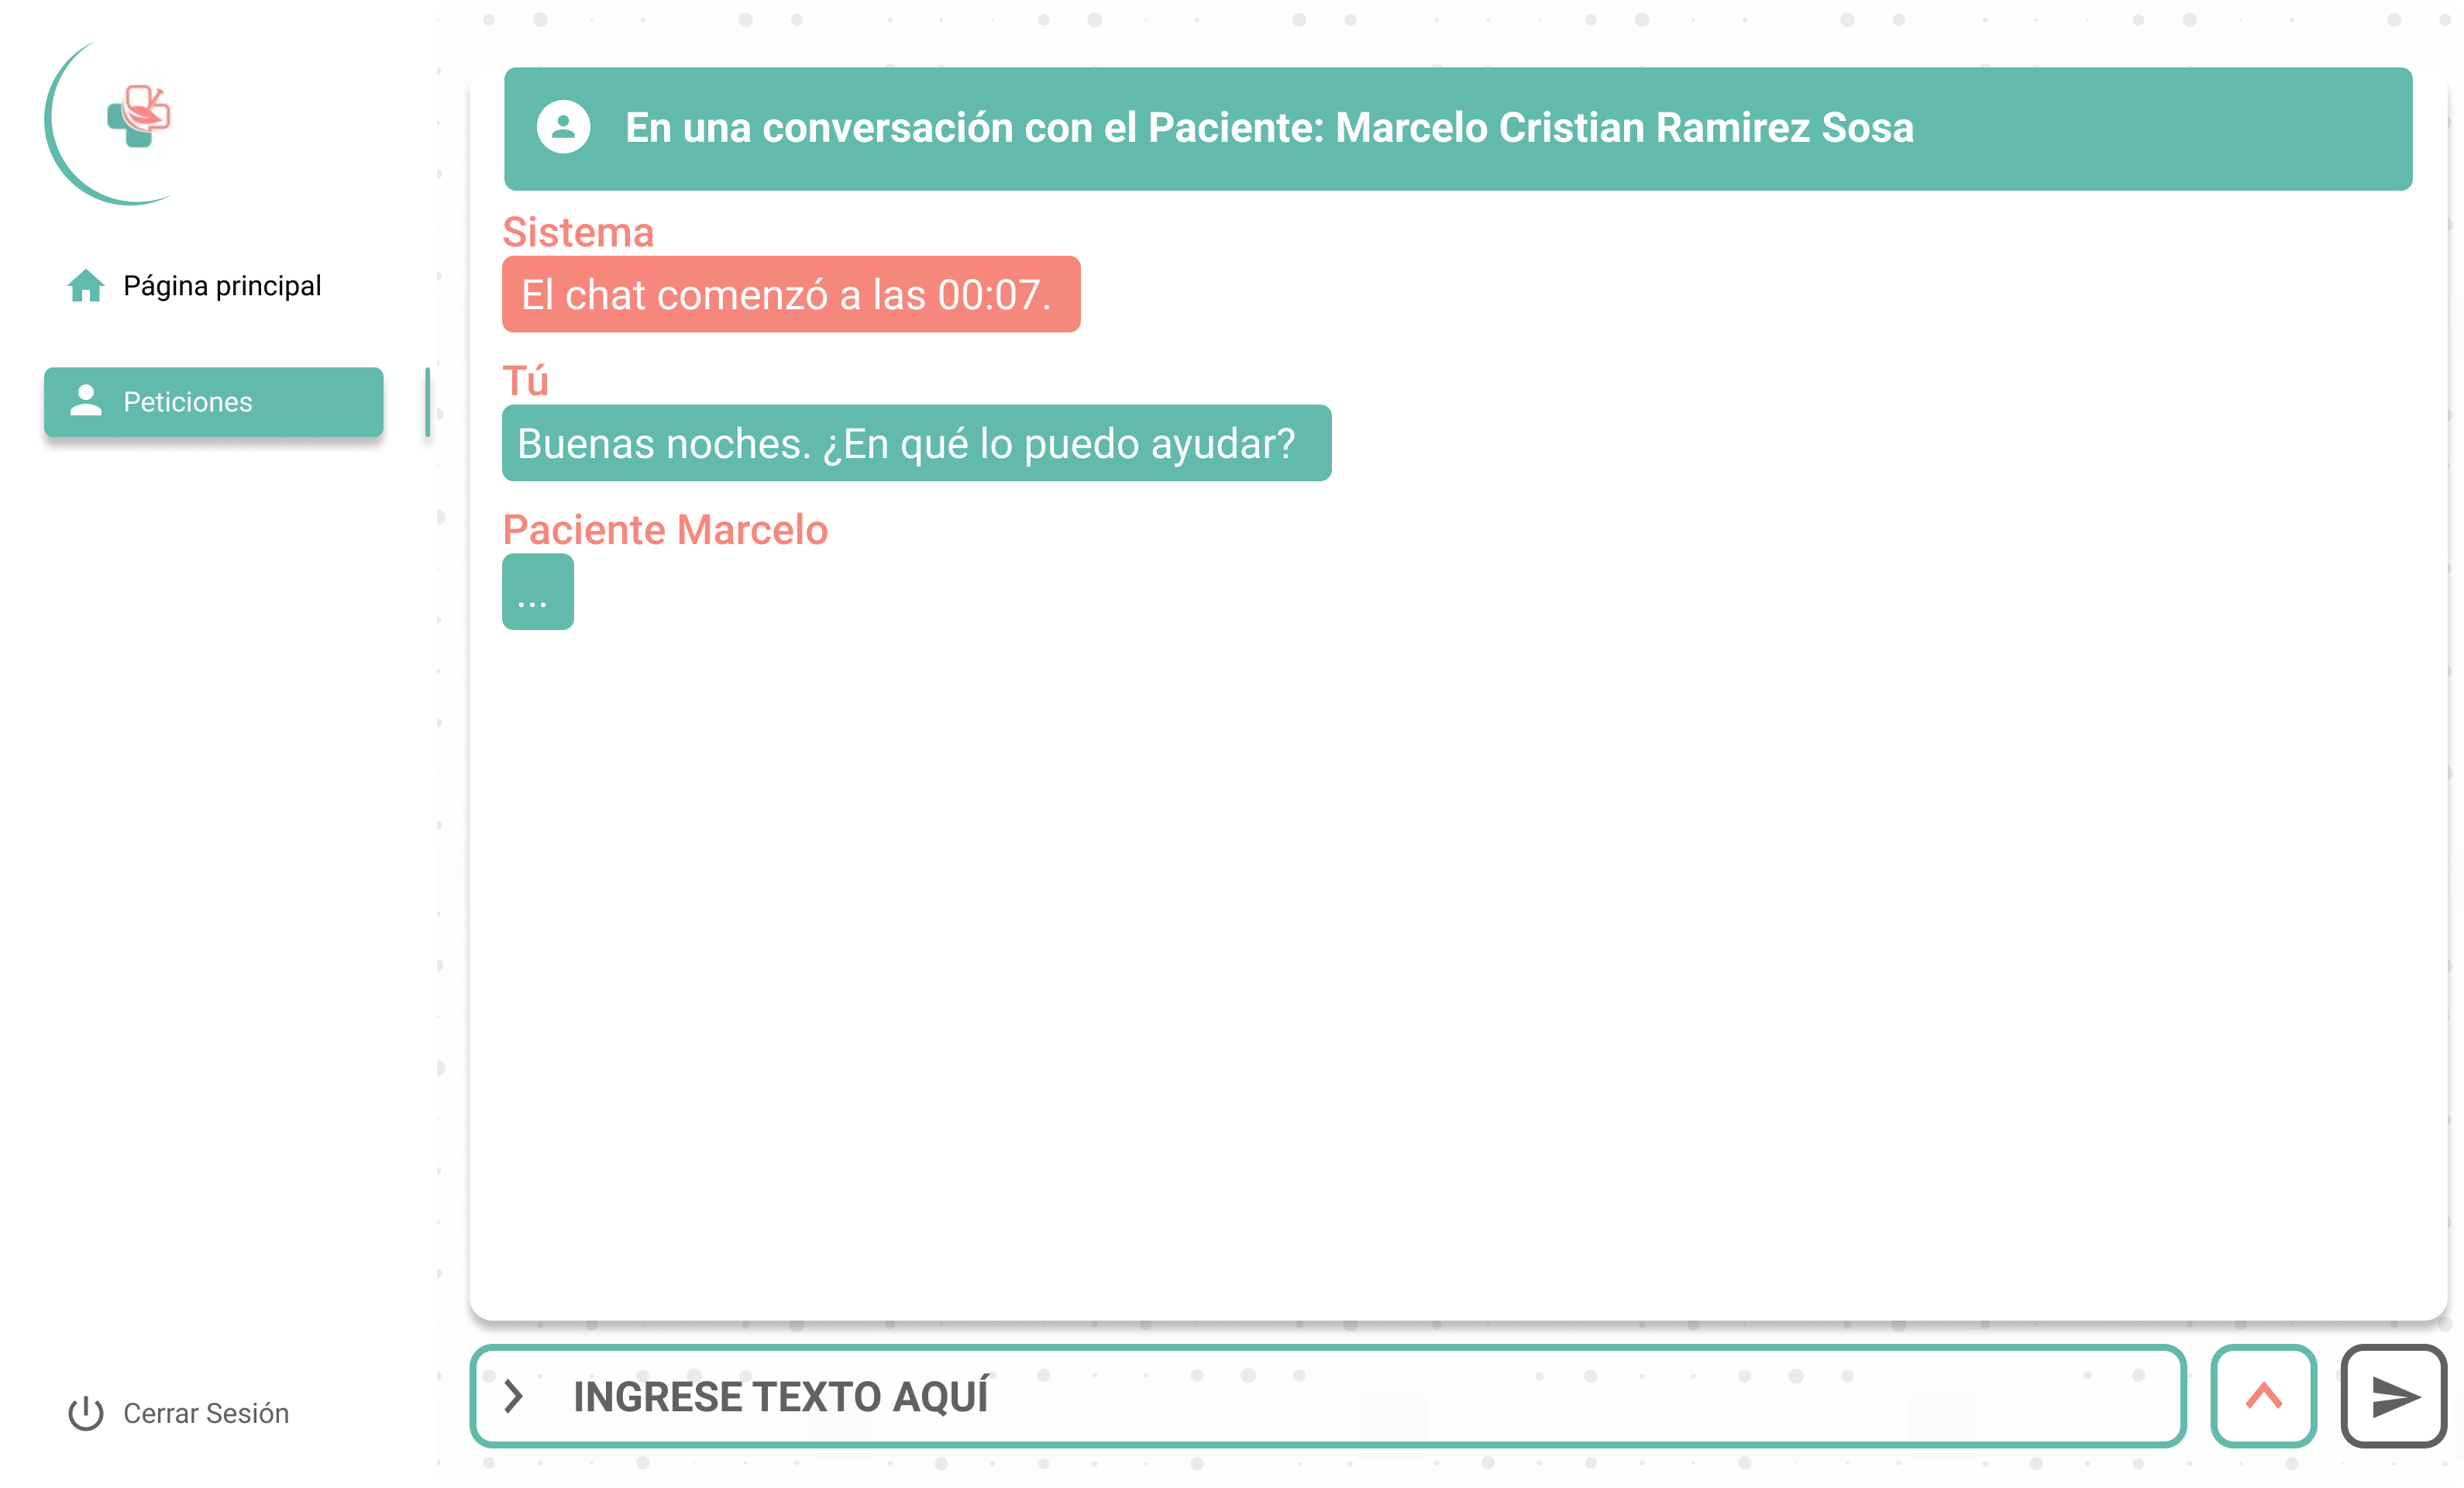 En una conversación con el Paciente: Marcelo Cristian Ramirez Sosa
Página principal
Peticiones
Sistema
El chat comenzó a las 00:07.
Tú
Buenas noches. ¿En qué lo puedo ayudar?
Paciente Marcelo
...
Cerrar Sesión
INGRESE TEXTO AQUÍ